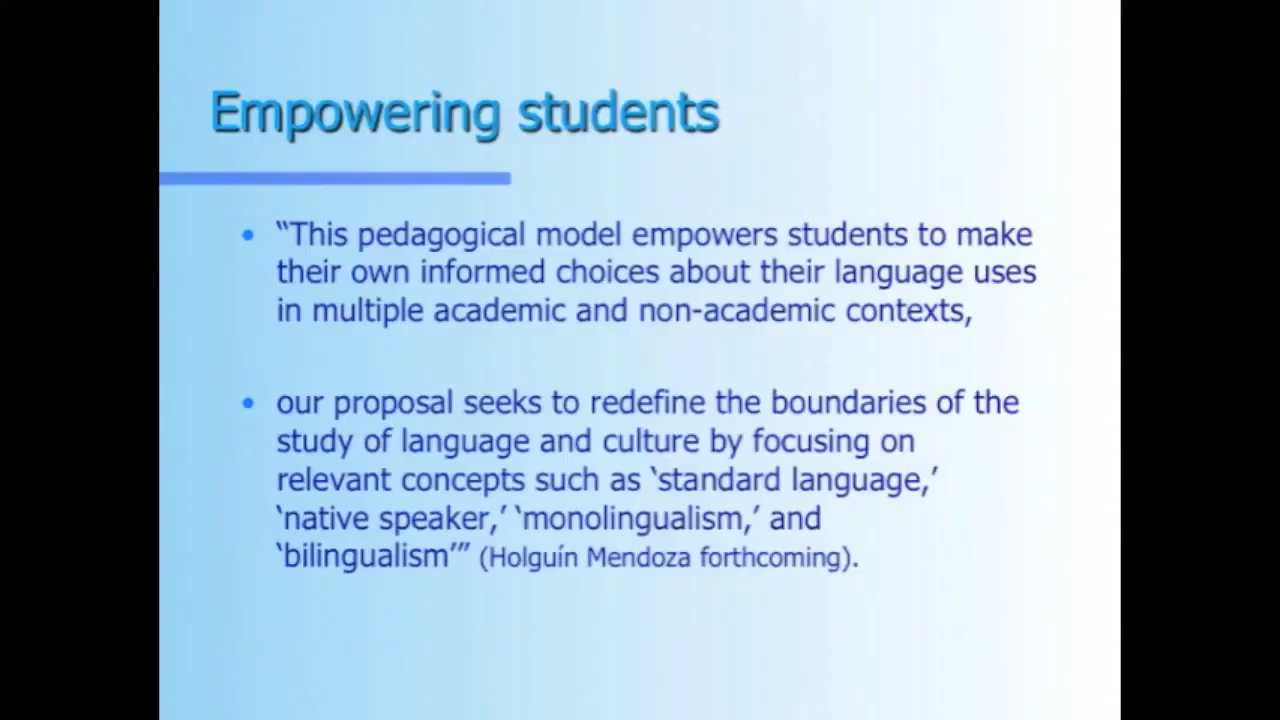 Empowering students
• “This pedagogical model empowers students to make
their own informed choices about their language uses
in multiple academic and non-academic contexts,
• our proposal seeks to redefine the boundaries of the
study of language and culture by focusing on
relevant concepts such as ‘standard language,’
‘native speaker,’ ‘monolingualism,’ and
‘bilingualism’” (Holguín Mendoza forthcoming).